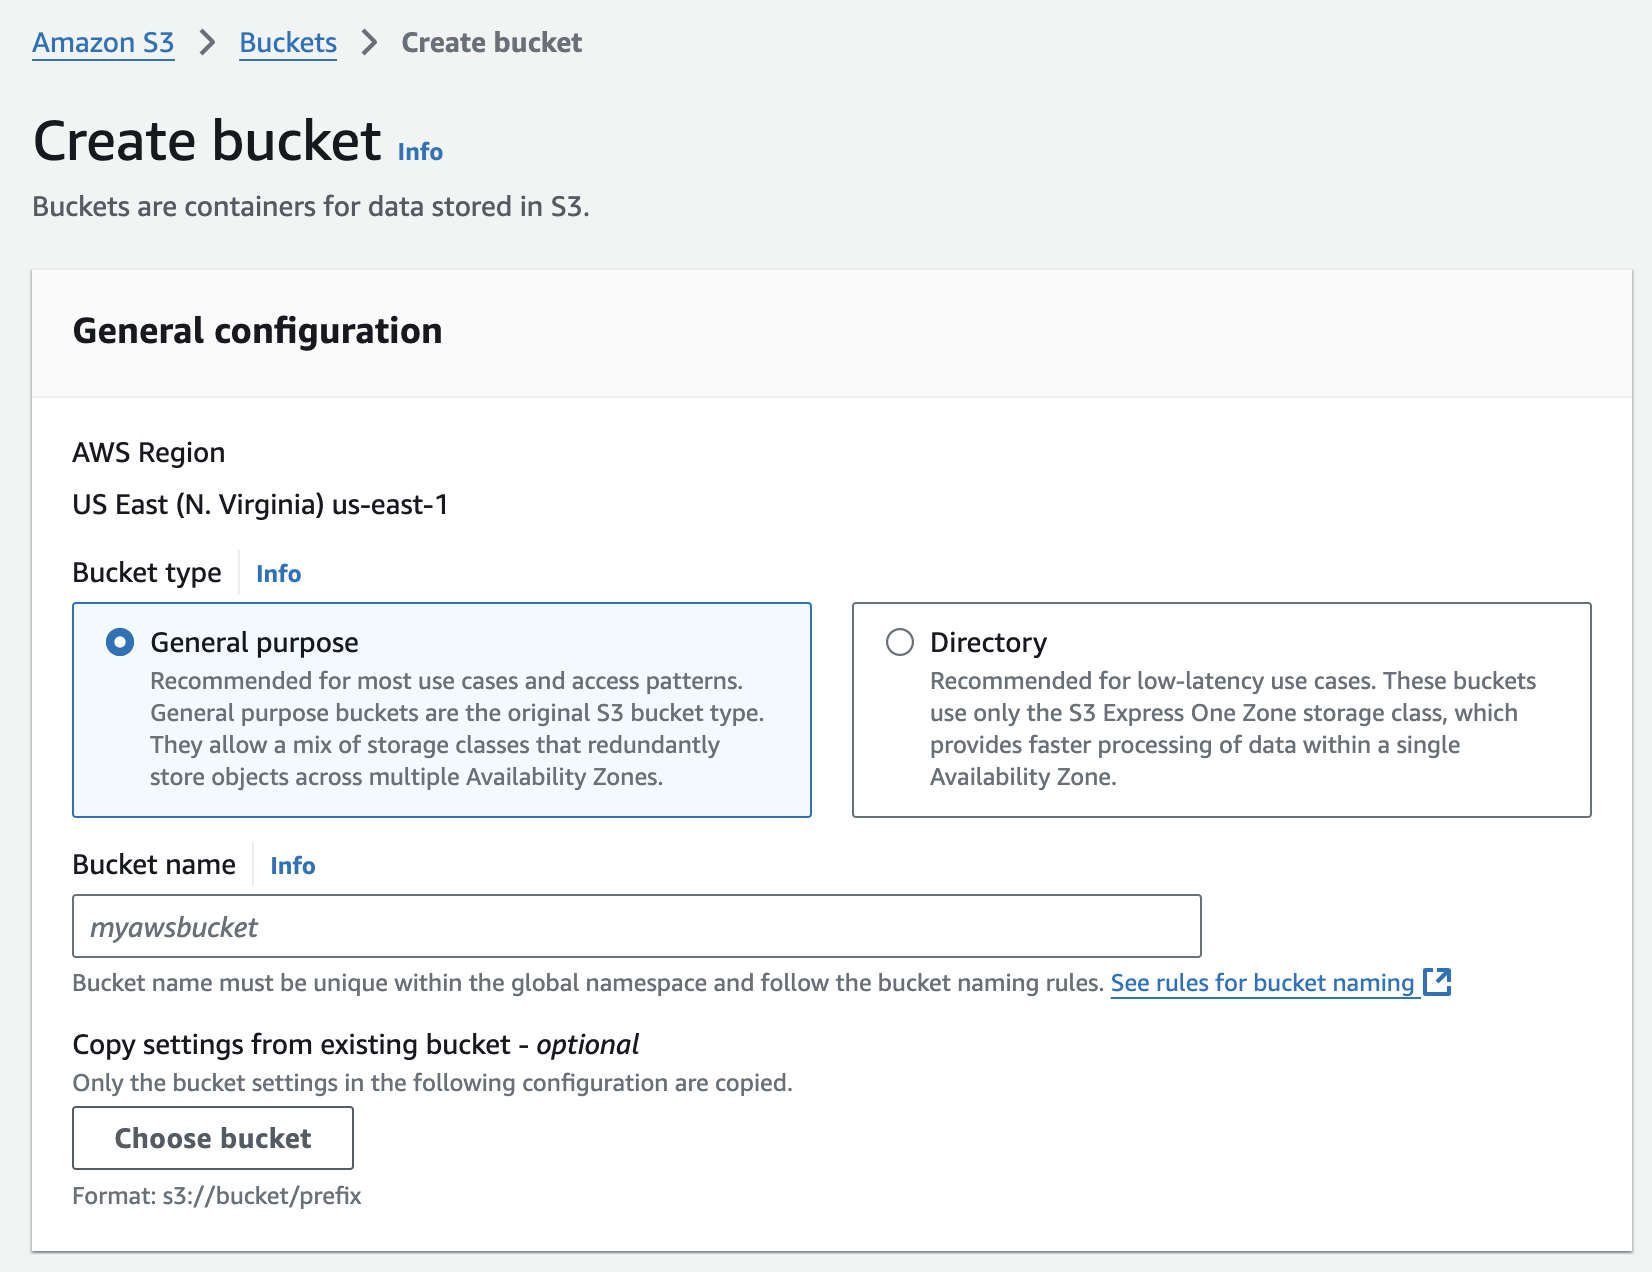 Amazon S3 > Buckets > Create bucket
Create bucket Info
Buckets are containers for data stored in S3.
General configuration
AWS Region
US East (N. Virginia) us-east-1
Bucket type Info
General purpose
Recommended for most use cases and access patterns.
General purpose buckets are the original S3 bucket type.
They allow a mix of storage classes that redundantly
store objects across multiple Availability Zones.
Directory
Recommended for low-latency use cases. These buckets
use only the S3 Express One Zone storage class, which
provides faster processing of data within a single
Availability Zone.
Bucket name Info
myawsbucket
Bucket name must be unique within the global namespace and follow the bucket naming rules. See rules for bucket naming
Copy settings from existing bucket - optional
Only the bucket settings in the following configuration are copied.
Choose bucket
Format: s3://bucket/prefix